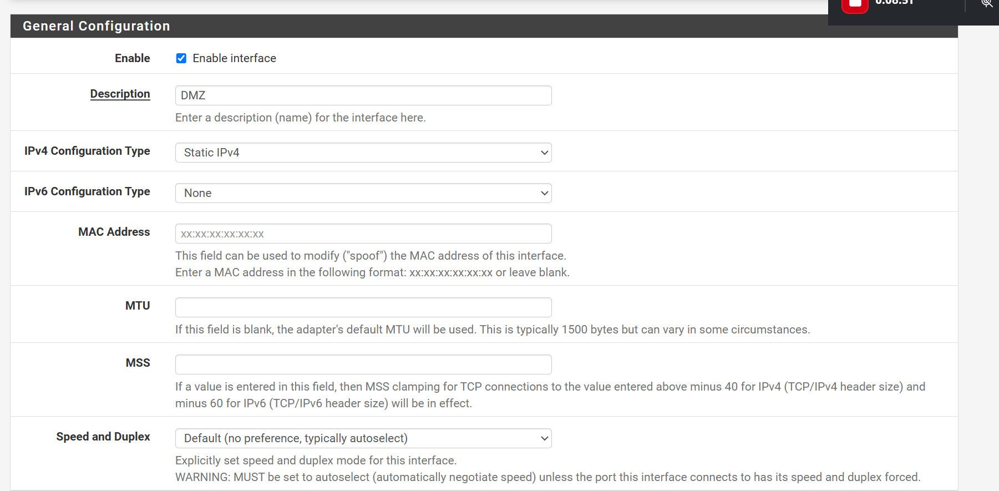 General Configuration
Enable
Enable interface
Description
DMZ
Enter a description (name) for the interface here.
IPv4 Configuration Type
Static IPv4
IPv6 Configuration Type
None
MAC Address
xx:xx:xx:xx:xx:xx
This field can be used to modify ("spoof") the MAC address of this interface.
Enter a MAC address in the following format: xx:xx:xx:xx:xx:xx or leave blank.
MTU
If this field is blank, the adapter's default MTU will be used. This is typically 1500 bytes but can vary in some circumstances.
MSS
If a value is entered in this field, then MSS clamping for TCP connections to the value entered above minus 40 for IPv4 (TCP/IPv4 header size) and
minus 60 for IPv6 (TCP/IPv6 header size) will be in effect.
Speed and Duplex
Default (no preference, typically autoselect)
Explicitly set speed and duplex mode for this interface.
WARNING: MUST be set to autoselect (automatically negotiate speed) unless the port this interface connects to has its speed and duplex forced.